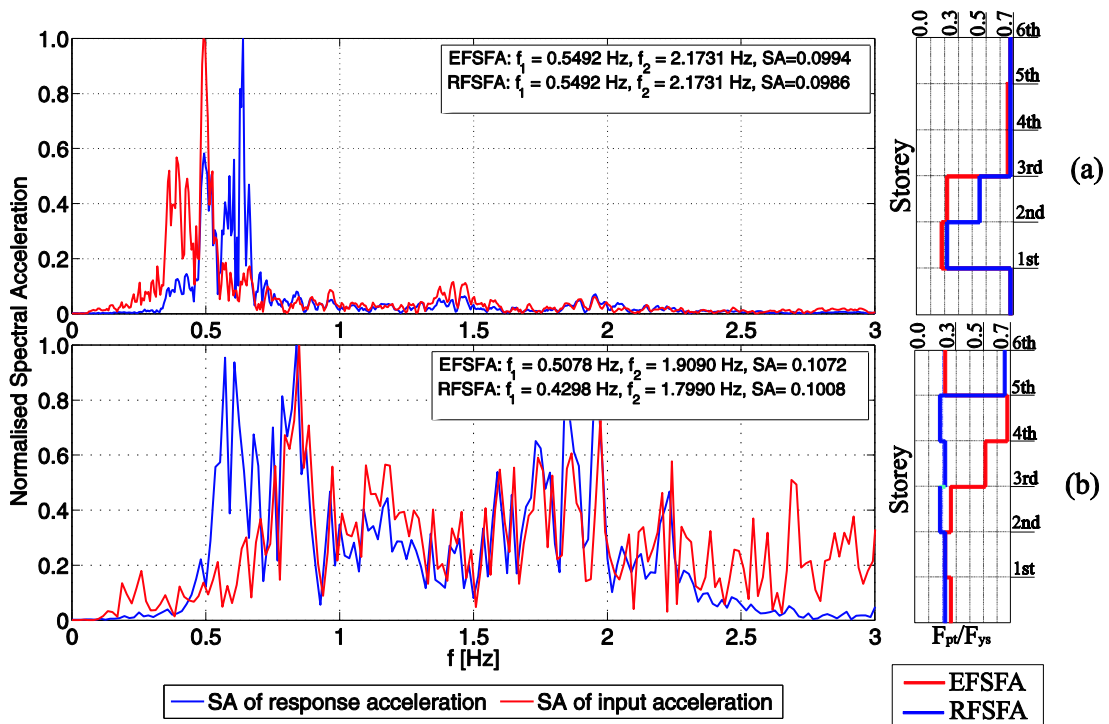 1.0
0.8
0.6
0.4
0.2
0
0
0.5
1
1.5
2
2.5
3
EFSFA: f1 = 0.5492 Hz, f2 = 2.1731 Hz, SA=0.0994
RFSFA: f1 = 0.5492 Hz, f2 = 2.1731 Hz, SA=0.0986
Normalised Spectral Acceleration
0.0
0.3
0.5
0.7
6th
5th
4th
3rd
2nd
1st
Storey
(a)
1.0
0.8
0.6
0.4
0.2
0
0
0.5
1
1.5
2
2.5
3
f [Hz]
EFSFA: f1 = 0.5078 Hz, f2 = 1.9090 Hz, SA= 0.1072
RFSFA: f1 = 0.4298 Hz, f2 = 1.7990 Hz, SA= 0.1008
0.0
0.3
0.5
0.7
6th
5th
4th
3rd
2nd
1st
Storey
(b)
Fpt/Fys
SA of response acceleration
SA of input acceleration
EFSFA
RFSFA